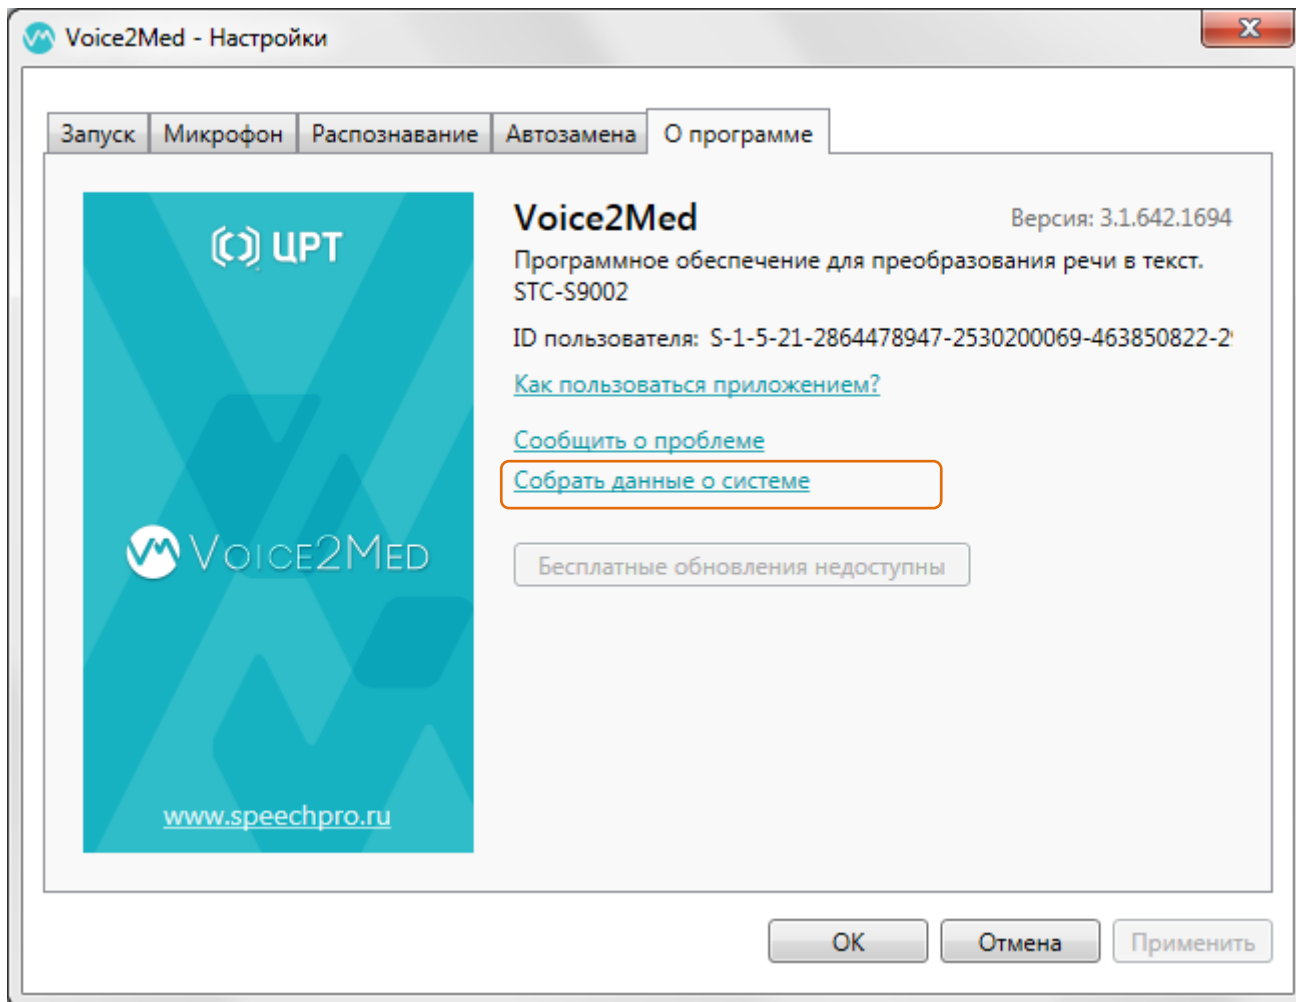 Voice2Med - Настройки
Запуск Микрофон Распознавание Автозамена О программе
ЦРТ
VOICE2MED
www.speechpro.ru
Voice2Med Версия: 3.1.642.1694
Программное обеспечение для преобразования речи в текст.
STC-S9002
ID пользователя: S-1-5-21-2864478947-2530200069-463850822-2
Как пользоваться приложением?
Сообщить о проблеме
Собрать данные о системе
Бесплатные обновления недоступны
OK Отмена Применить